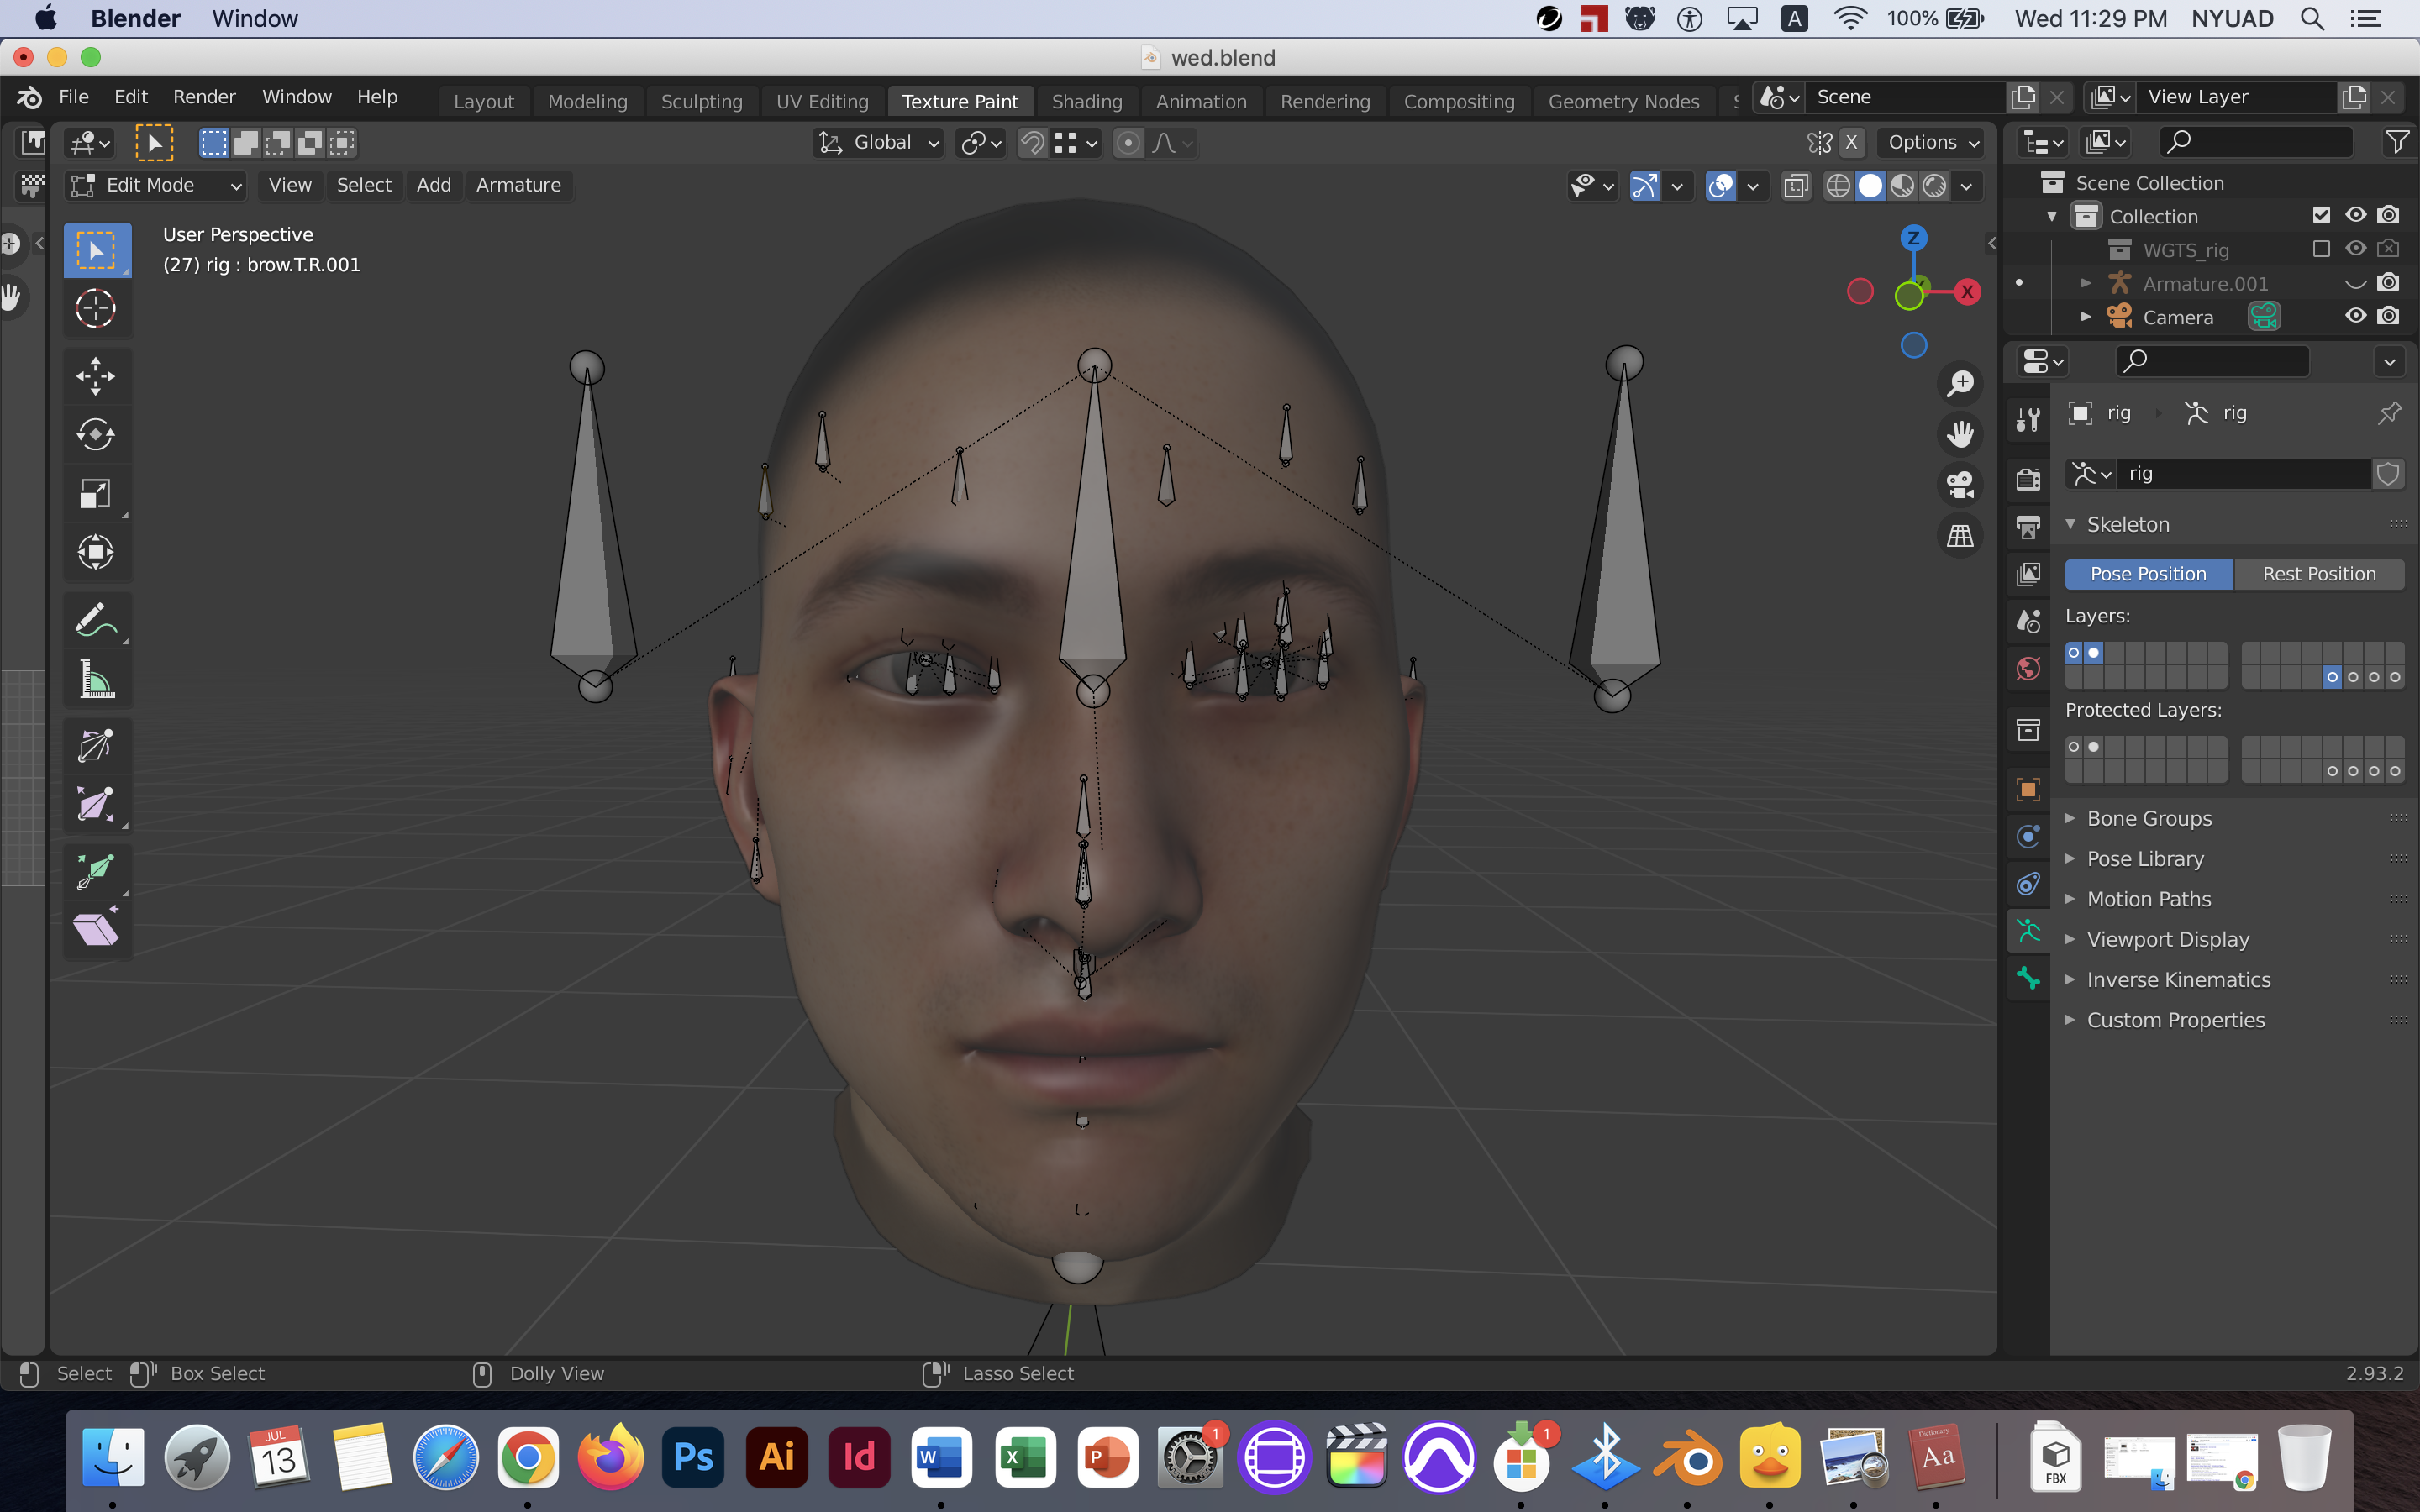 Blender Window
A 100% Wed 11:29 PM NYUAD
wed.blend
File Edit Render Window Help Layout Modeling Sculpting UV Editing Texture Paint Shading Animation Rendering Compositing Geometry Nodes Scene View Layer
Global X Options
Edit Mode View Select Add Armature
User Perspective
(27) rig : brow.T.R.001
Z
X
Scene Collection
Collection
WGTS_rig
Armature.001
Camera
rig rig
rig
Skeleton
Pose Position Rest Position
Layers:
Protected Layers:
Bone Groups
Pose Library
Motion Paths
Viewport Display
Inverse Kinematics
Custom Properties
Select Box Select Dolly View Lasso Select 2.93.2
JUL
13
Ps Ai Id W X P 1 1
Dictionary
Aa
FBX